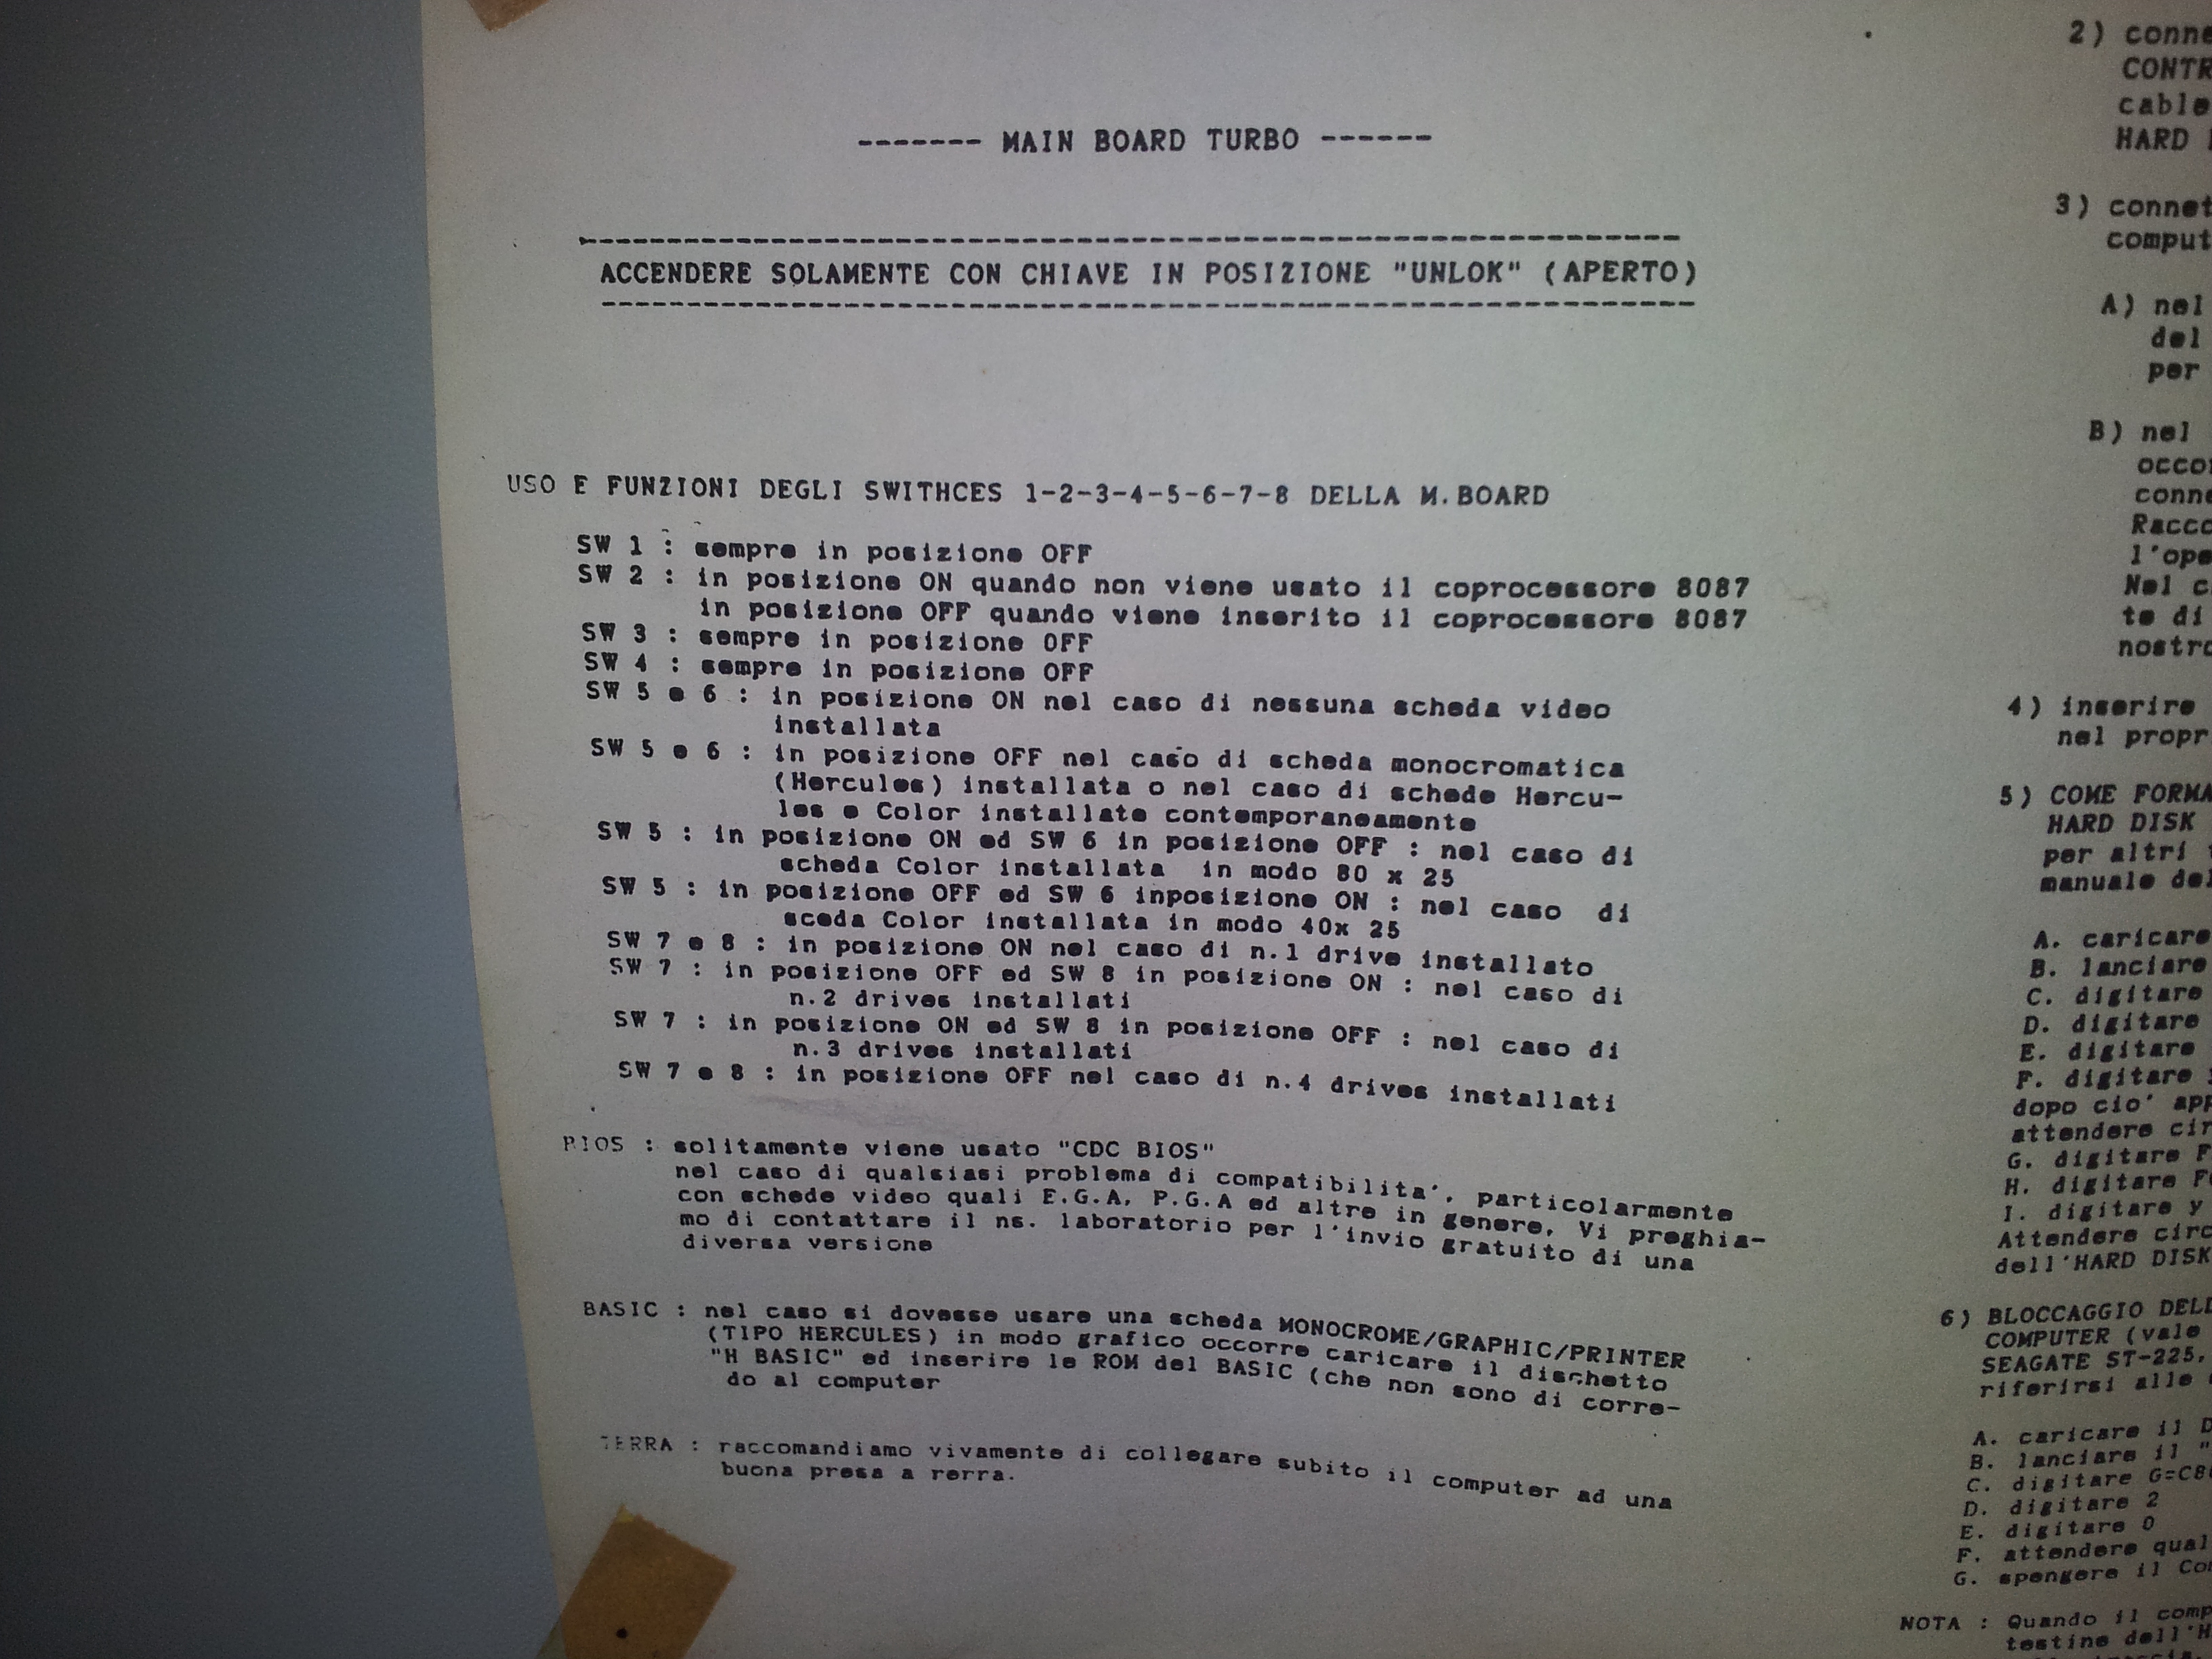 ------- MAIN BOARD TURBO ------
ACCENDERE SOLAMENTE CON CHIAVE IN POSIZIONE "UNLOK" (APERTO)
USO E FUNZIONI DEGLI SWITHCES 1-2-3-4-5-6-7-8 DELLA M.BOARD
SW 1 : sempre in posizione OFF
SW 2 : in posizione ON quando non viene usato il coprocessore 8087
in posizione OFF quando viene inserito il coprocessore 8087
SW 3 : sempre in posizione OFF
SW 4 : sempre in posizione OFF
SW 5 e 6 : in posizione ON nel caso di nessuna scheda video
installata
SW 5 e 6 : in posizione OFF nel caso di scheda monocromatica
(Hercules) installata o nel caso di schede Hercu-
les e Color installate contemporaneamente
SW 5 : in posizione ON ed SW 6 in posizione OFF : nel caso di
scheda Color installata in modo 80 x 25
SW 5 : in posizione OFF ed SW 6 inposizione ON : nel caso di
sceda Color installata in modo 40x 25
SW 7 e 8 : in posizione ON nel caso di n.1 drive installato
SW 7 : in posizione OFF ed SW 8 in posizione ON : nel caso di
n.2 drives installati
SW 7 : in posizione ON ed SW 8 in posizione OFF : nel caso di
n.3 drives installati
SW 7 e 8 : in posizione OFF nel caso di n.4 drives installati
BIOS : solitamente viene usato "CDC BIOS"
nel caso di qualsiasi problema di compatibilita', particolarmente
con schede video quali E.G.A, P.G.A ed altre in genere, Vi preghia-
mo di contattare il ns. laboratorio per l'invio gratuito di una
diversa versione
BASIC : nel caso si dovesse usare una scheda MONOCROME/GRAPHIC/PRINTER
(TIPO HERCULES) in modo grafico occorre caricare il dischetto
"H BASIC" ed inserire le ROM del BASIC (che non sono di corre-
do al computer
TERRA : raccomandiamo vivamente di collegare subito il computer ad una
buona presa a rerra.
2)
cable
HARD
3)
A) nel
del
per
B) nel
l'ope
Nel
te di
4) inserire
nel
5) COME
HARD DISK
per altri
manuale
A. caricare
B. lanciare
C. digitare
D. digitare
E. digitare
F. digitare
dopo cio'
attendere
G. digitare
H. digitare
I. digitare y
Attendere
dell'HARD DISK
6) BLOCCAGGIO
COMPUTER (vale
SEAGATE ST-225,
riferirsi alle
A. caricare il
B. lanciare il "
C. digitare
D. digitare 2
E. digitare 0
F. attendere
G. spengere il
NOTA : Quando il
testine